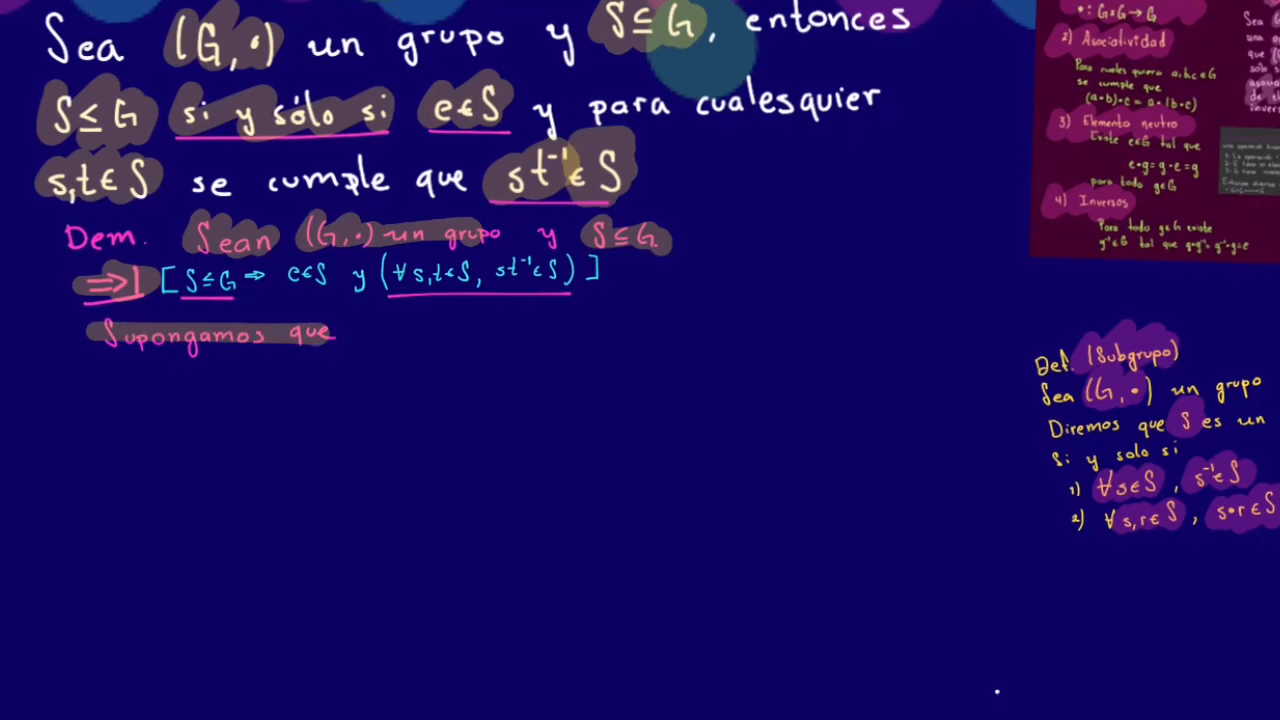 Sea (G, •) un grupo y S ⊆ G, entonces
S ≤ G si y sólo si e ∈ S y para cualesquier
s,t ∈ S se cumple que st⁻¹ ∈ S
Dem. Sean (G, •) un grupo y S ⊆ G.
⇒] [ S ≤ G ⇒ e ∈ S y (∀ s,t ∈ S, st⁻¹ ∈ S) ]
Supongamos que
• : G×G → G
2) Asociatividad
Para cuales quiera a,b,c ∈ G
se cumple que
(a•b)•c = a•(b•c)
3) Elemento neutro
Existe e ∈ G tal que
e•g = g•e = g
para todo g ∈ G
4) Inversos
Para todo g ∈ G existe
g⁻¹ ∈ G tal que g•g⁻¹ = g⁻¹•g = e
Def. (Subgrupo)
Sea (G, •) un grupo
Diremos que S es un
Si y solo si
1) ∀ s ∈ S, s⁻¹ ∈ S
2) ∀ s,r ∈ S, s•r ∈ S